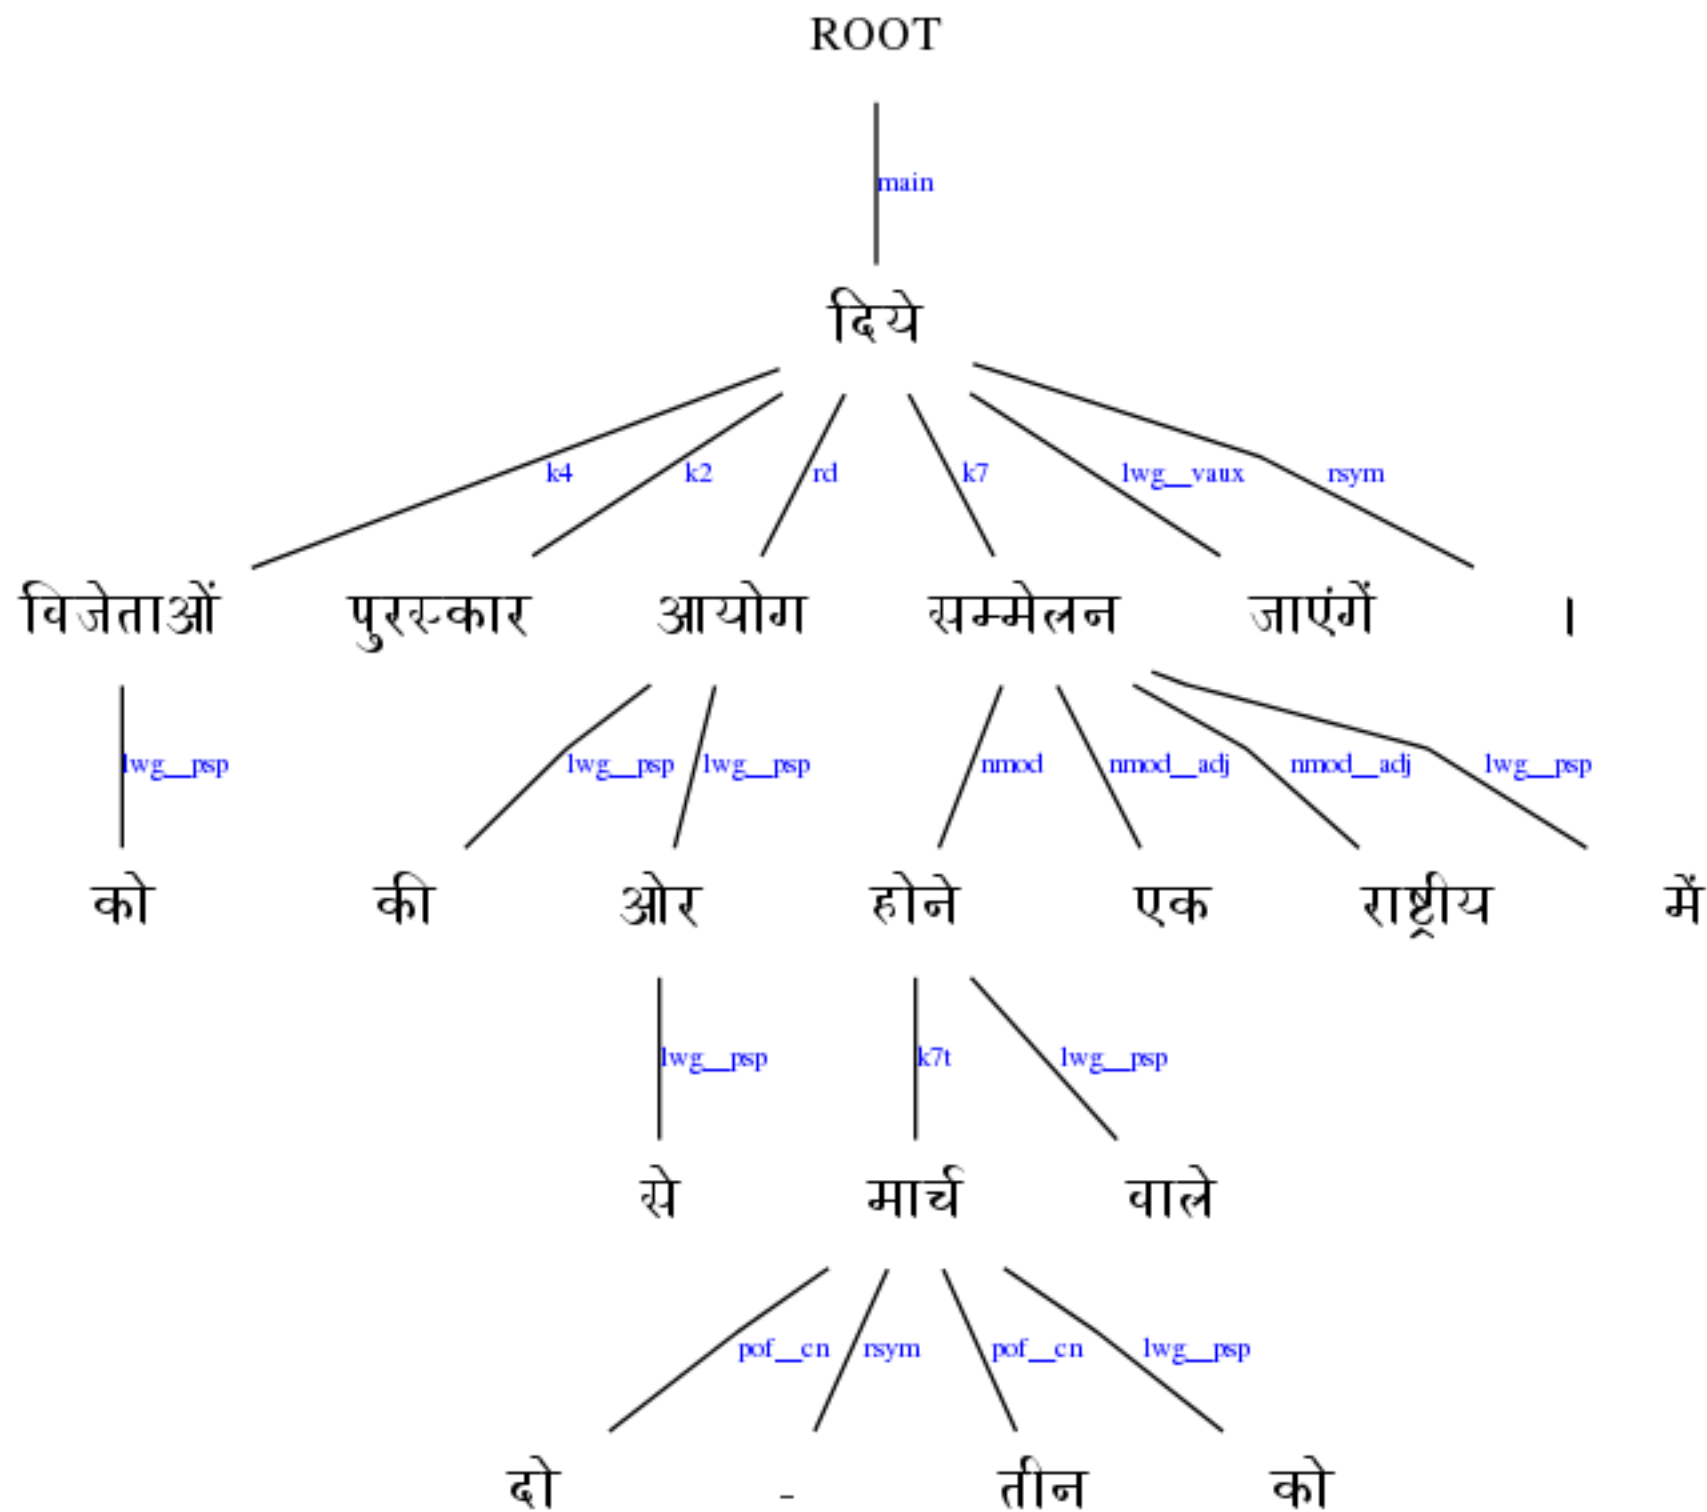 ROOT
main
दिये
k4 k2 rd k7 lwg__vaux rsym
विजेताओं पुरस्कार आयोग सम्मेलन जाएंगें ।
lwg__psp lwg__psp lwg__psp nmod nmod__adj nmod__adj lwg__psp
को की ओर होने एक राष्ट्रीय में
lwg__psp k7t lwg__psp
से मार्च वाले
pof__cn rsym pof__cn lwg__psp
दो - तीन को